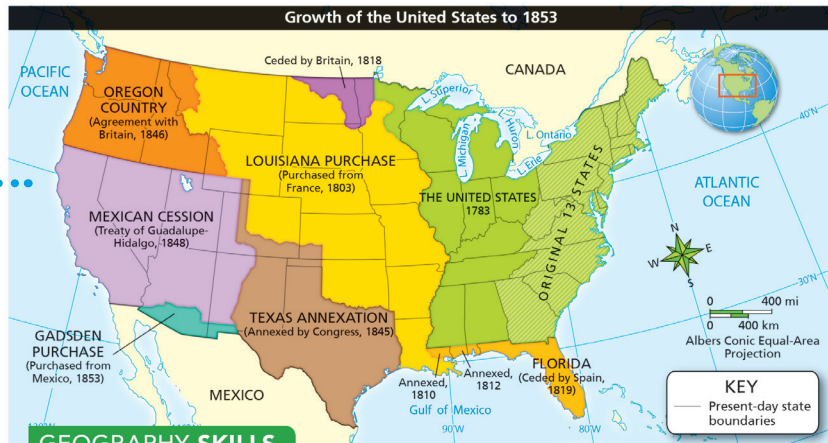 Growth of the United States to 1853
PACIFIC
OCEAN
OREGON
COUNTRY
(Agreement with
Britain, 1846)
Ceded by Britain, 1818
CANADA
L. Superior
L. Michigan
L. Huron
L. Ontario
L. Erie
40°N
LOUISIANA PURCHASE
(Purchased from
France, 1803)
THE UNITED STATES
1783
ORIGINAL 13 STATES
ATLANTIC
OCEAN
MEXICAN CESSION
(Treaty of Guadalupe-
Hidalgo, 1848)
N
E
W
S
30°N
0 400 mi
0 400 km
Albers Conic Equal-Area
Projection
TEXAS ANNEXATION
(Annexed by Congress, 1845)
GADSDEN
PURCHASE
(Purchased from
Mexico, 1853)
MEXICO
Annexed,
1810
Annexed,
1812
FLORIDA
(Ceded by Spain,
1819)
Gulf of Mexico
90°W
80°W
KEY
Present-day state
boundaries
GEOGRAPHY SKILLS